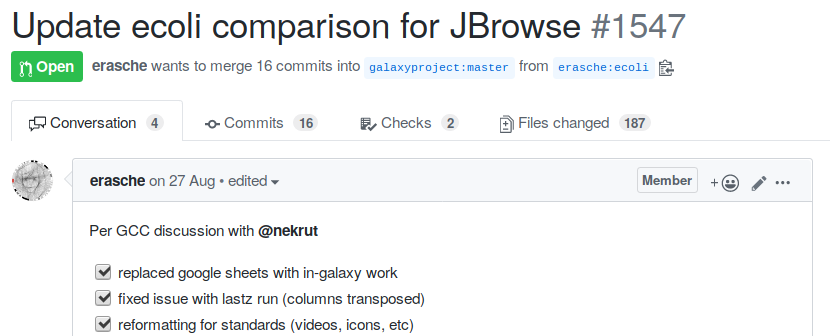 Update ecoli comparison for JBrowse #1547
Open erasche wants to merge 16 commits into galaxyproject:master from erasche:ecoli
Conversation 4 Commits 16 Checks 2 Files changed 187
erasche on 27 Aug • edited Member
Per GCC discussion with @nekrut
replaced google sheets with in-galaxy work
fixed issue with lastz run (columns transposed)
reformatting for standards (videos, icons, etc)